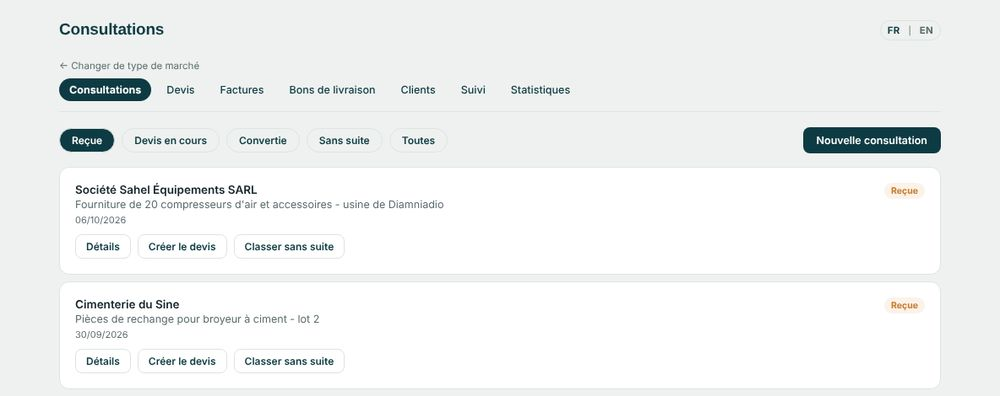 Consultations
FR | EN
← Changer de type de marché
Consultations Devis Factures Bons de livraison Clients Suivi Statistiques
Reçue Devis en cours Convertie Sans suite Toutes Nouvelle consultation
Société Sahel Équipements SARL Reçue
Fourniture de 20 compresseurs d'air et accessoires - usine de Diamniadio
06/10/2026
Détails Créer le devis Classer sans suite
Cimenterie du Sine Reçue
Pièces de rechange pour broyeur à ciment - lot 2
30/09/2026
Détails Créer le devis Classer sans suite